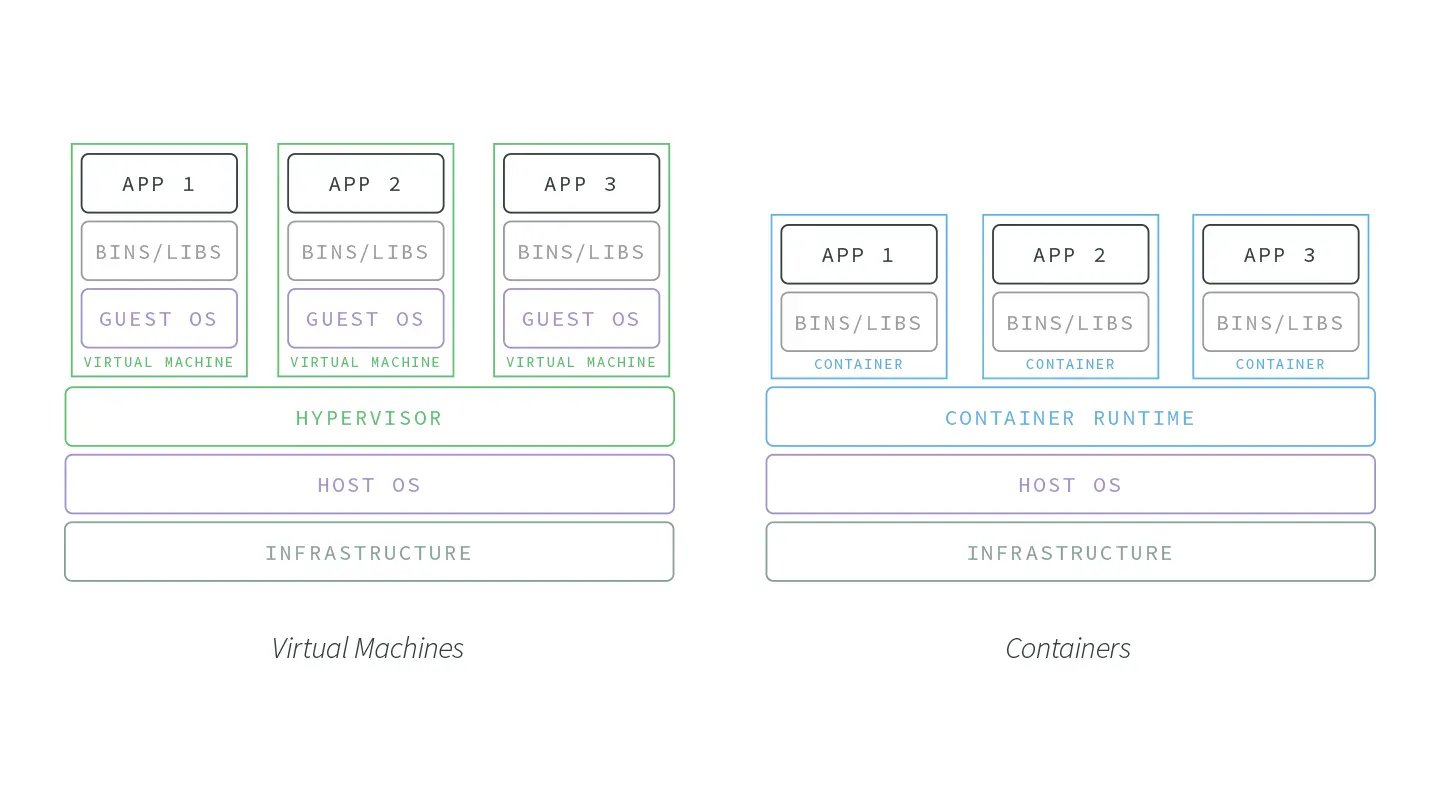 APP 1
BINS/LIBS
GUEST OS
VIRTUAL MACHINE
APP 2
BINS/LIBS
GUEST OS
VIRTUAL MACHINE
APP 3
BINS/LIBS
GUEST OS
VIRTUAL MACHINE
HYPERVISOR
HOST OS
INFRASTRUCTURE
Virtual Machines
APP 1
BINS/LIBS
CONTAINER
APP 2
BINS/LIBS
CONTAINER
APP 3
BINS/LIBS
CONTAINER
CONTAINER RUNTIME
HOST OS
INFRASTRUCTURE
Containers